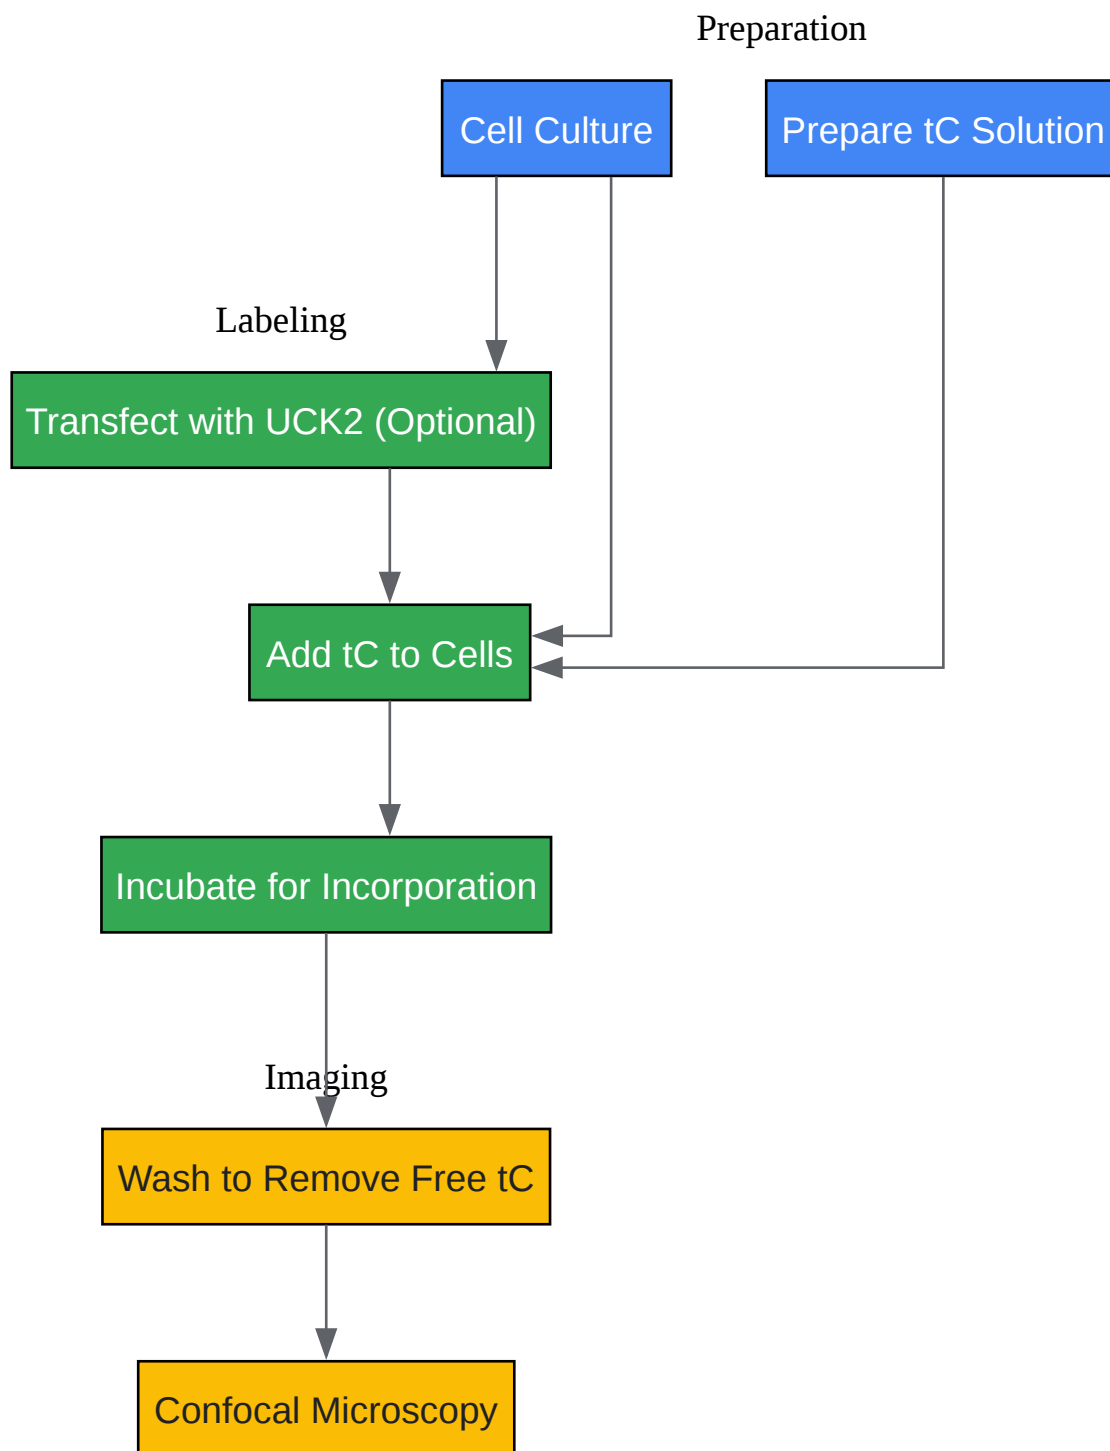 Preparation
Cell Culture
Prepare tC Solution
Labeling
Transfect with UCK2 (Optional)
Add tC to Cells
Incubate for Incorporation
Imaging
Wash to Remove Free tC
Confocal Microscopy